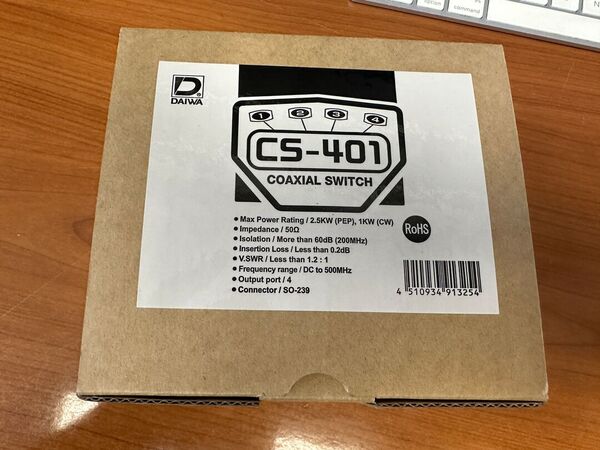 option
command
command
N
D®
DAIWA
1 2 3 4
CS-401
COAXIAL SWITCH
• Max Power Rating / 2.5KW (PEP), 1KW (CW)
• Impedance / 50Ω
• Isolation / More than 60dB (200MHz)
• Insertion Loss / Less than 0.2dB
• V.SWR / Less than 1.2 : 1
• Frequency range / DC to 500MHz
• Output port / 4
• Connector / SO-239
RoHS
4 510934 913254